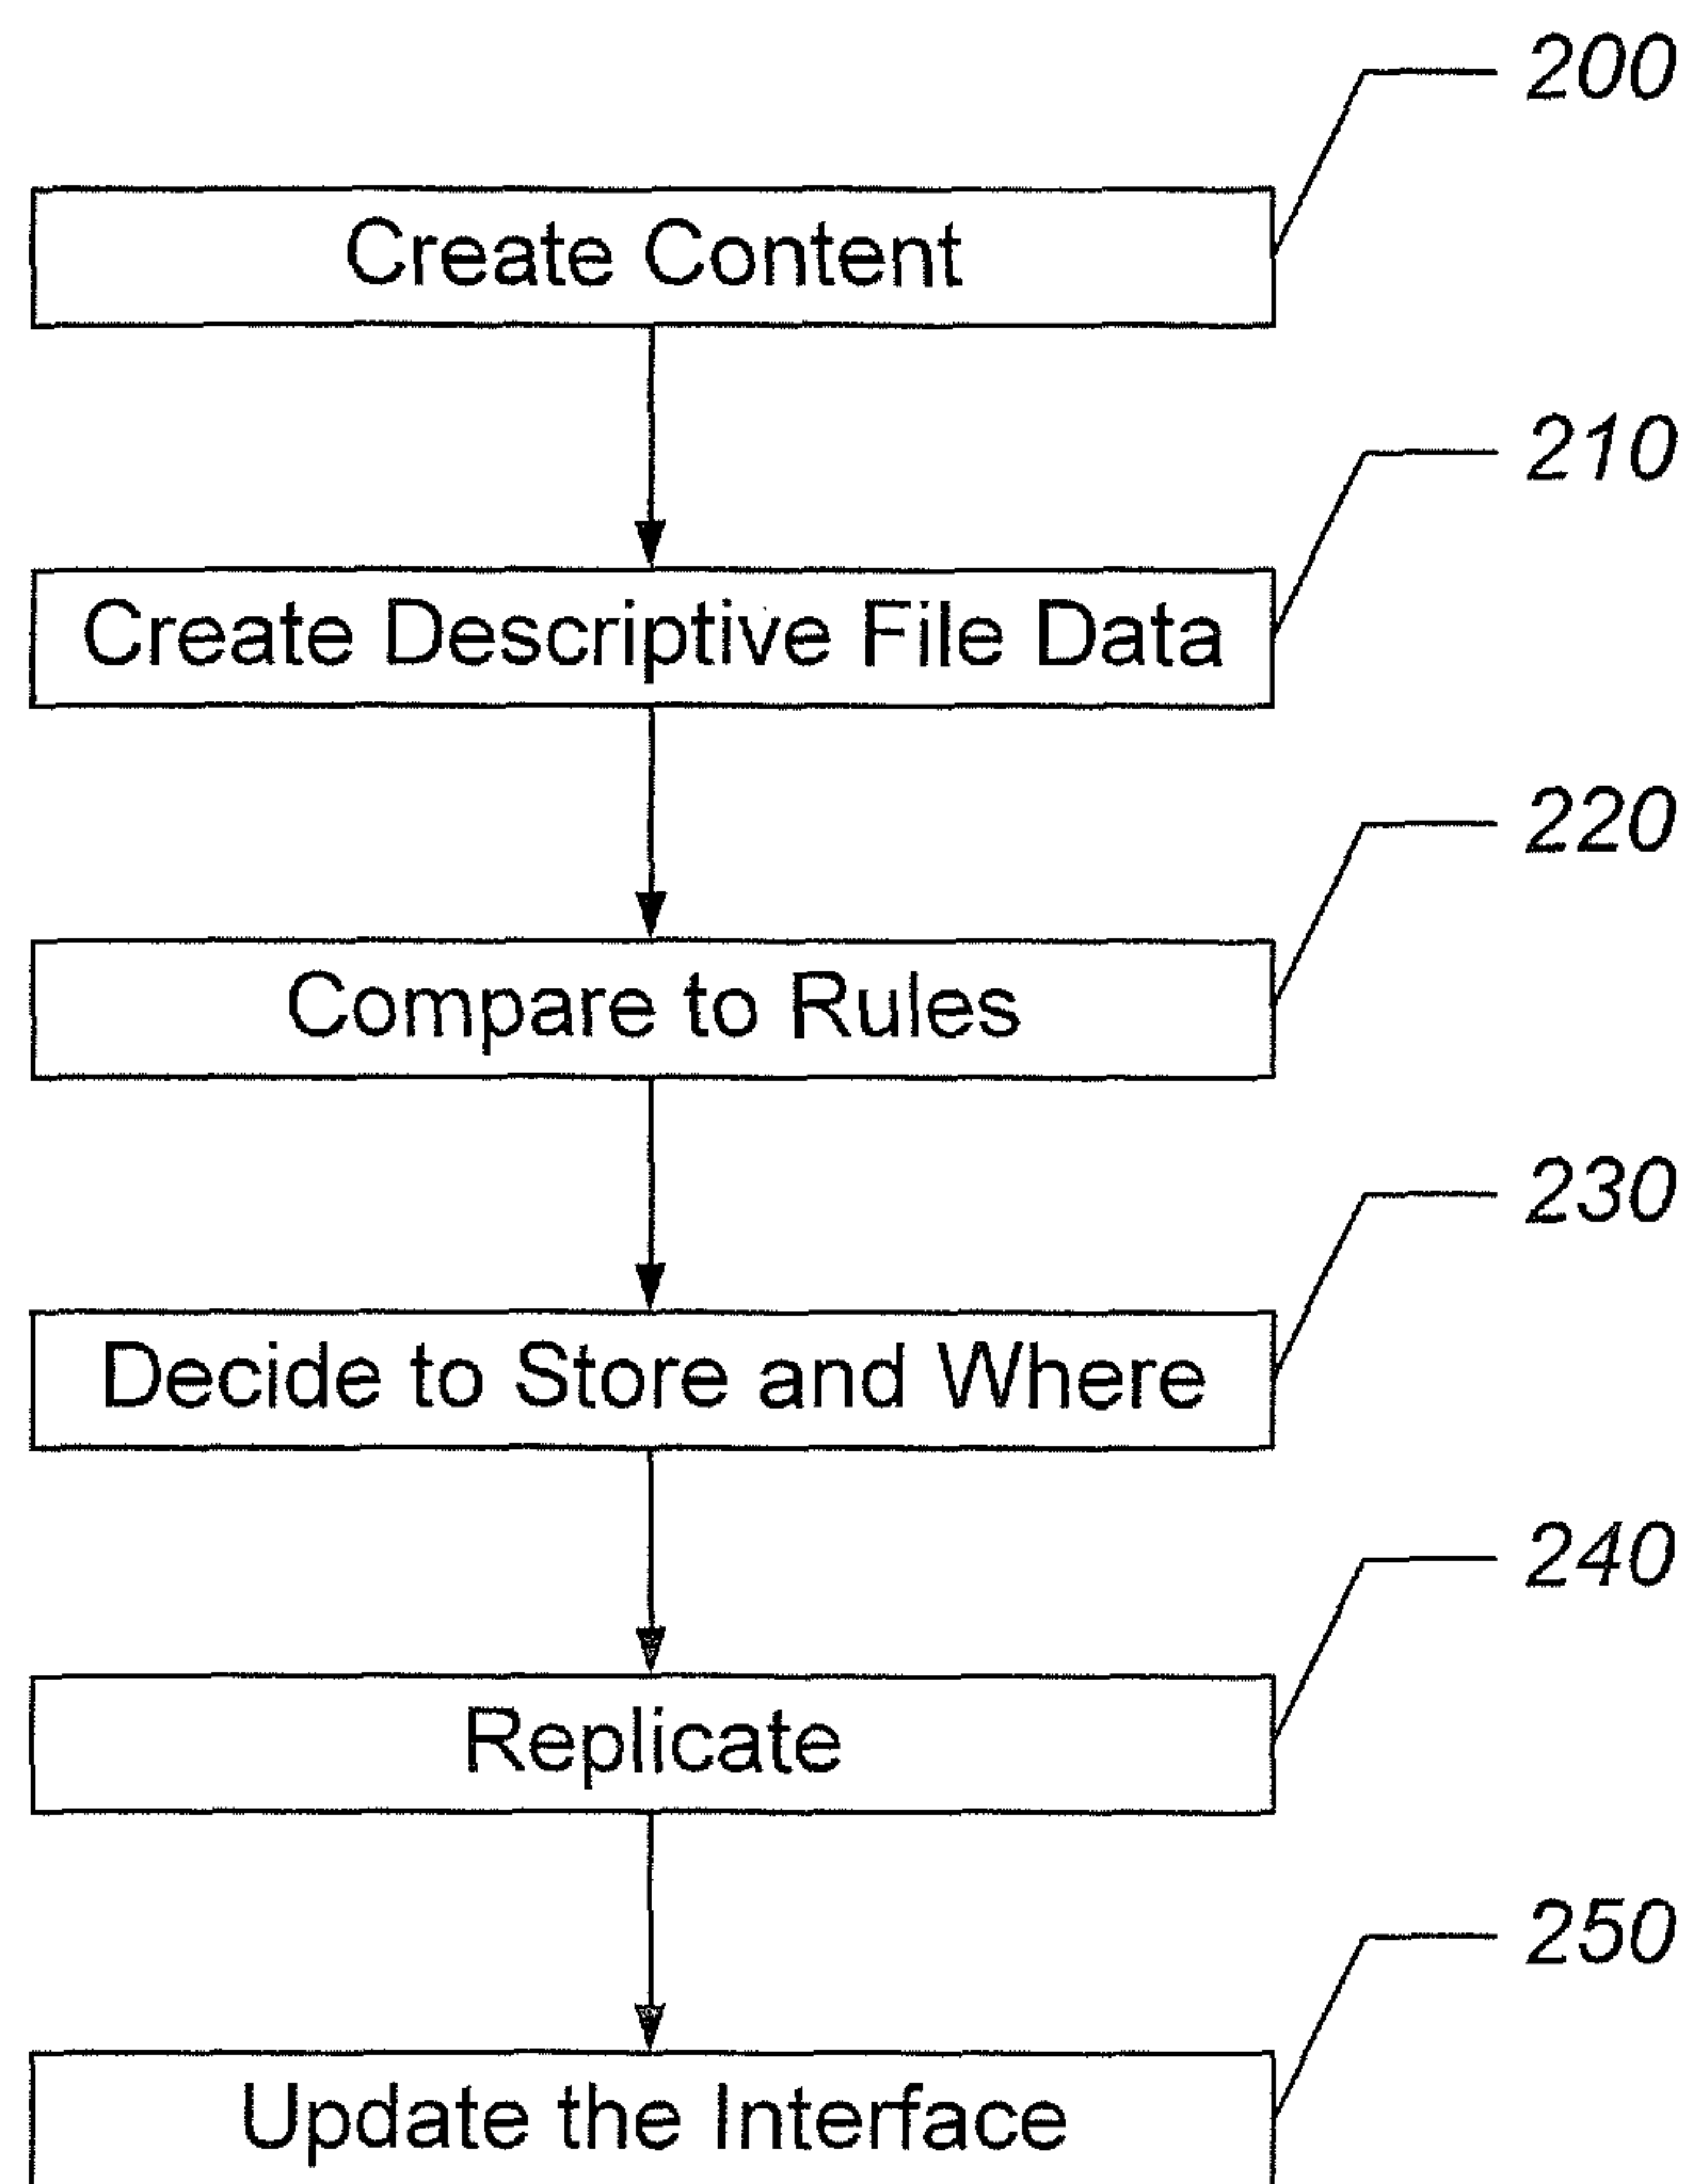 200
Create Content
210
Create Descriptive File Data
220
Compare to Rules
230
Decide to Store and Where
240
Replicate
250
Update the Interface